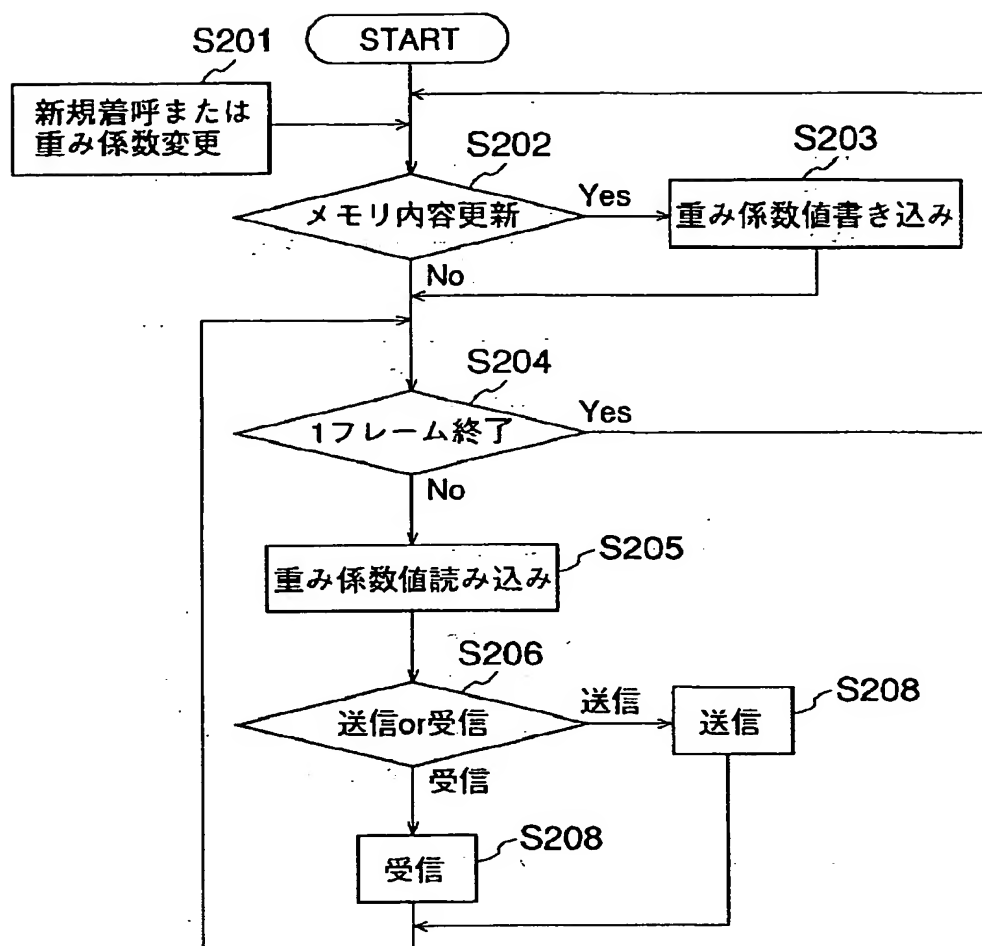 START
S201
新規着呼または
重み係数変更
S202
メモリ内容更新
Yes
S203
重み係数値書き込み
No
S204
1フレーム終了
Yes
No
S205
重み係数値読み込み
S206
送信or受信
送信
S208
送信
受信
S208
受信